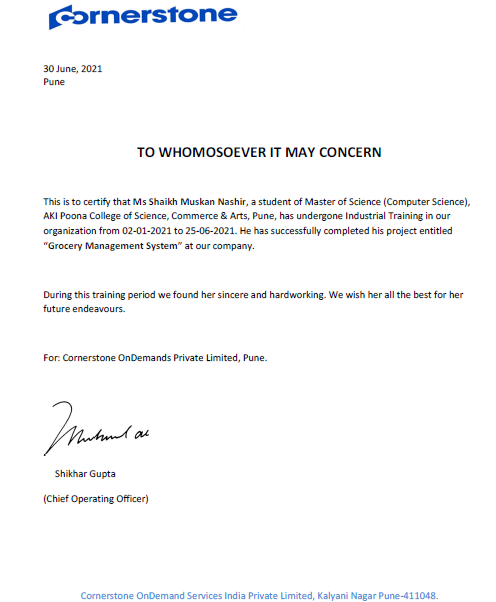 Cornerstone
30 June, 2021
Pune
TO WHOMOSOEVER IT MAY CONCERN
This is to certify that Ms Shaikh Muskan Nashir, a student of Master of Science (Computer Science),
AKI Poona College of Science, Commerce & Arts, Pune, has undergone Industrial Training in our
organization from 02-01-2021 to 25-06-2021. He has successfully completed his project entitled
“Grocery Management System” at our company.
During this training period we found her sincere and hardworking. We wish her all the best for her
future endeavours.
For: Cornerstone OnDemands Private Limited, Pune.
Shikhar Gupta
(Chief Operating Officer)
Cornerstone OnDemand Services India Private Limited, Kalyani Nagar Pune-411048.